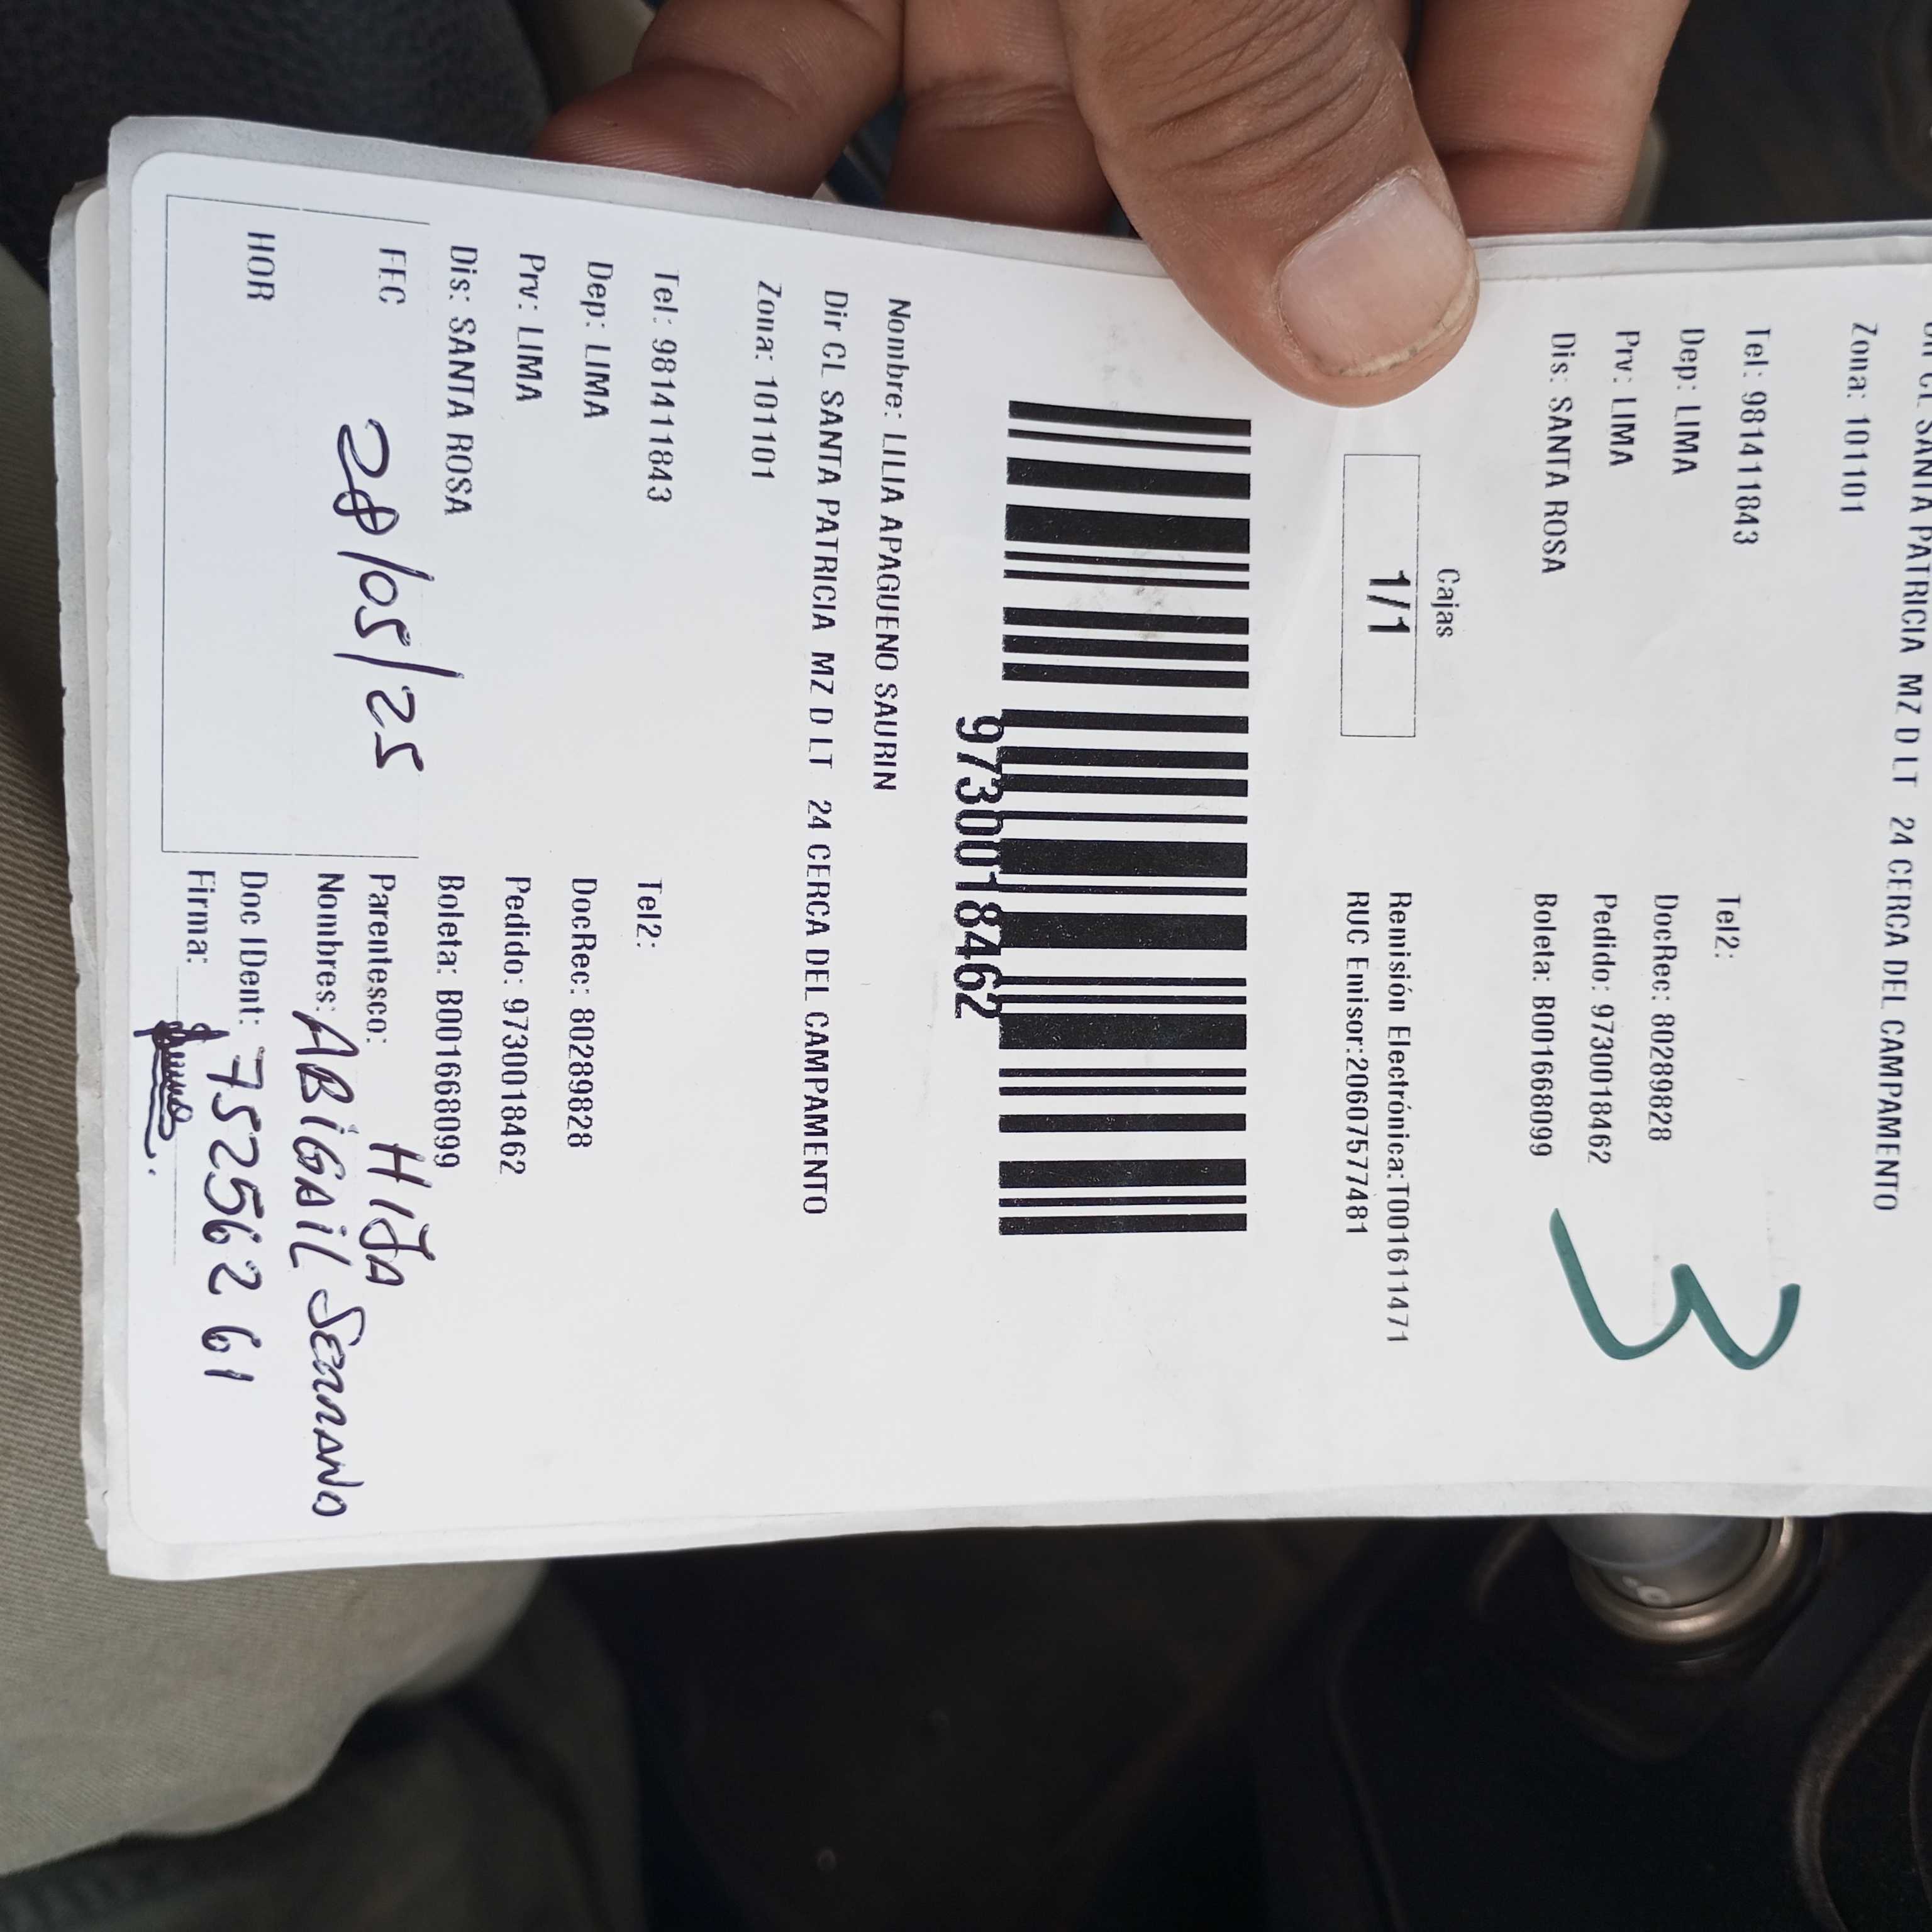 DIR CL SANTA PATRICIA MZ D LT 24 CERCA DEL CAMPAMENTO
Zona: 101101
Tel: 981411843 Tel2:
Dep: LIMA DocRec: 80289828
Prv: LIMA Pedido: 9730018462
Dis: SANTA ROSA Boleta: B001668099
3
Cajas
1/1
Remisión Electrónica:T001611471
RUC Emisor:20607577481
9730018462
Nombre: LILIA APAGUENO SAURIN
Dir CL SANTA PATRICIA MZ D LT 24 CERCA DEL CAMPAMENTO
Zona: 101101
Tel: 981411843 Tel2:
Dep: LIMA DocRec: 80289828
Prv: LIMA Pedido: 9730018462
Dis: SANTA ROSA Boleta: B001668099
FEC 28/05/25 Parentesco: HIJA
Nombres: ABIGAIL SERRANO
HOR Doc IDent: 7525562 61
Firma: